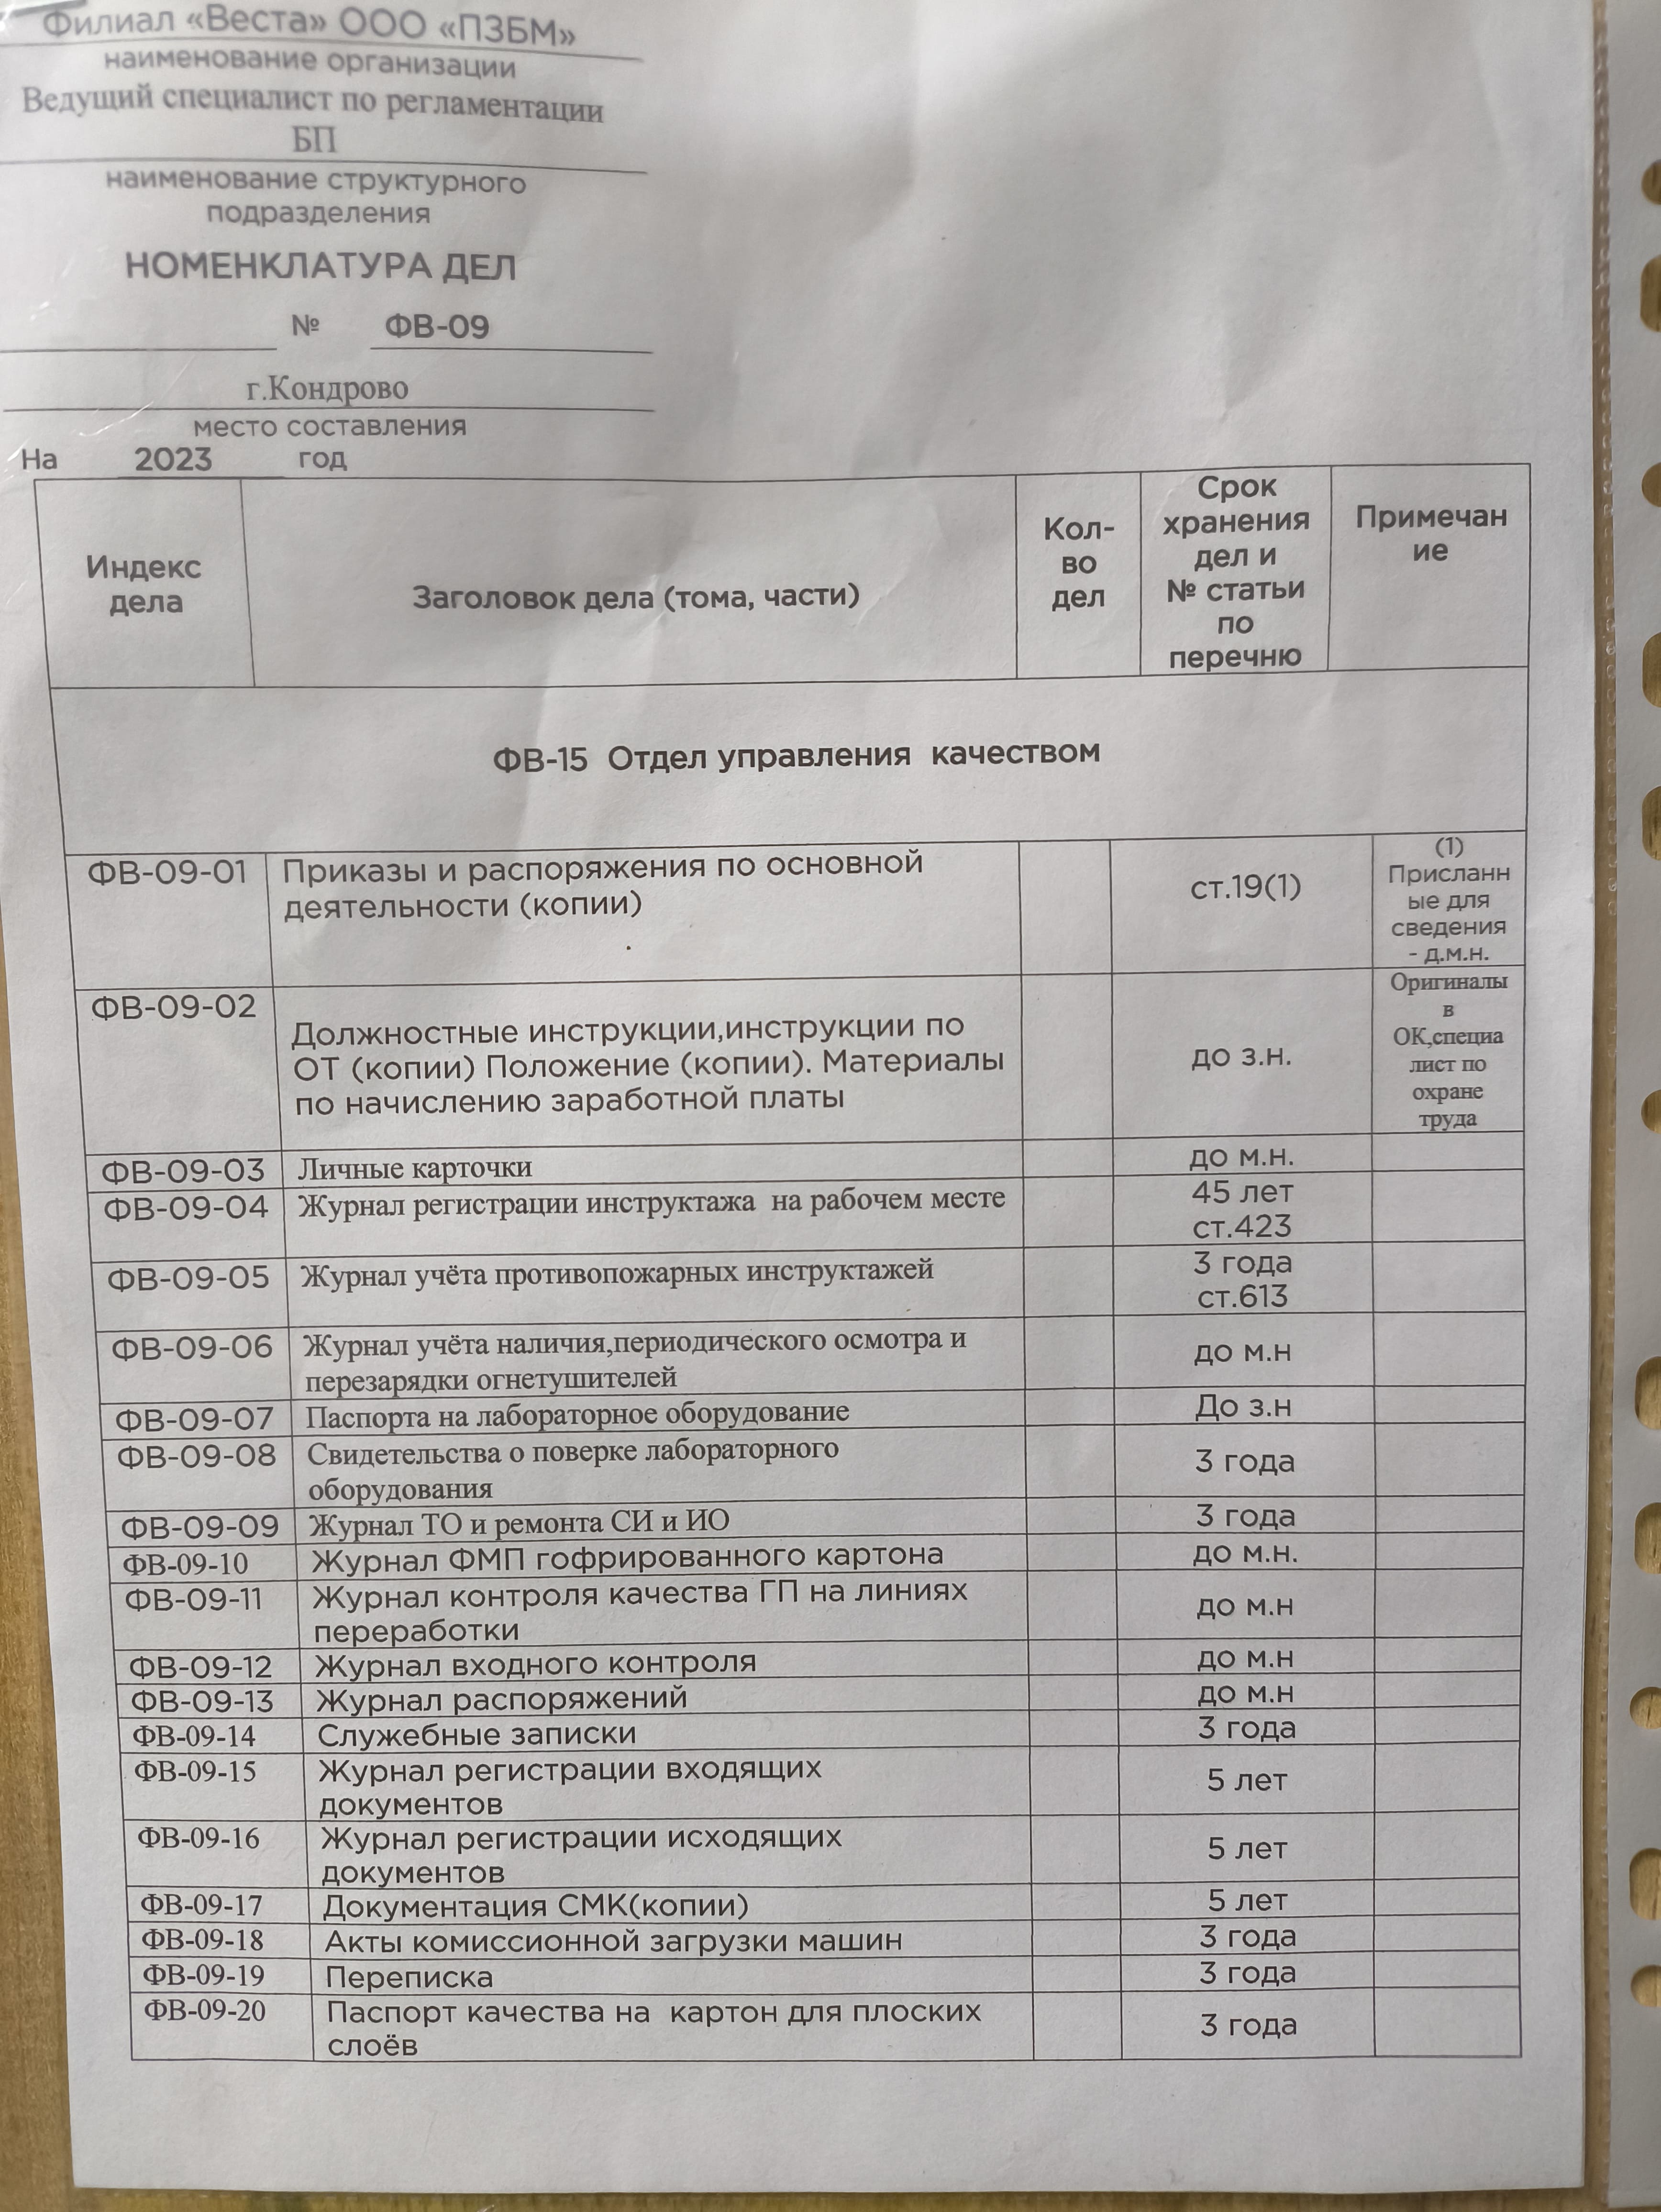 Филиал «Веста» ООО «ПЗБМ»
наименование организации
Ведущий специалист по регламентации
БП
наименование структурного
подразделения
НОМЕНКЛАТУРА ДЕЛ
№ ФВ-09
г.Кондрово
место составления
На 2023 год
Индекс
дела
Заголовок дела (тома, части)
Кол-
во
дел
Срок
хранения
дел и
№ статьи
по
перечню
Примечан
ие
ФВ-15 Отдел управления качеством
ФВ-09-01
Приказы и распоряжения по основной
деятельности (копии)
ст.19(1)
(1)
Присланн
ые для
сведения
- д.м.н.
ФВ-09-02
Должностные инструкции,инструкции по
ОТ (копии) Положение (копии). Материалы
по начислению заработной платы
до з.н.
Оригиналы
в
ОК,специа
лист по
охране
труда
ФВ-09-03 Личные карточки до м.н.
ФВ-09-04 Журнал регистрации инструктажа на рабочем месте 45 лет
ст.423
ФВ-09-05 Журнал учёта противопожарных инструктажей 3 года
ст.613
ФВ-09-06 Журнал учёта наличия,периодического осмотра и
перезарядки огнетушителей
до м.н
ФВ-09-07 Паспорта на лабораторное оборудование До з.н
ФВ-09-08 Свидетельства о поверке лабораторного
оборудования
3 года
ФВ-09-09 Журнал ТО и ремонта СИ и ИО 3 года
ФВ-09-10 Журнал ФМП гофрированного картона до м.н.
ФВ-09-11 Журнал контроля качества ГП на линиях
переработки
до м.н
ФВ-09-12 Журнал входного контроля до м.н
ФВ-09-13 Журнал распоряжений до м.н
ФВ-09-14 Служебные записки 3 года
ФВ-09-15 Журнал регистрации входящих
документов
5 лет
ФВ-09-16 Журнал регистрации исходящих
документов
5 лет
ФВ-09-17 Документация СМК(копии) 5 лет
ФВ-09-18 Акты комиссионной загрузки машин 3 года
ФВ-09-19 Переписка 3 года
ФВ-09-20 Паспорт качества на картон для плоских
слоёв
3 года